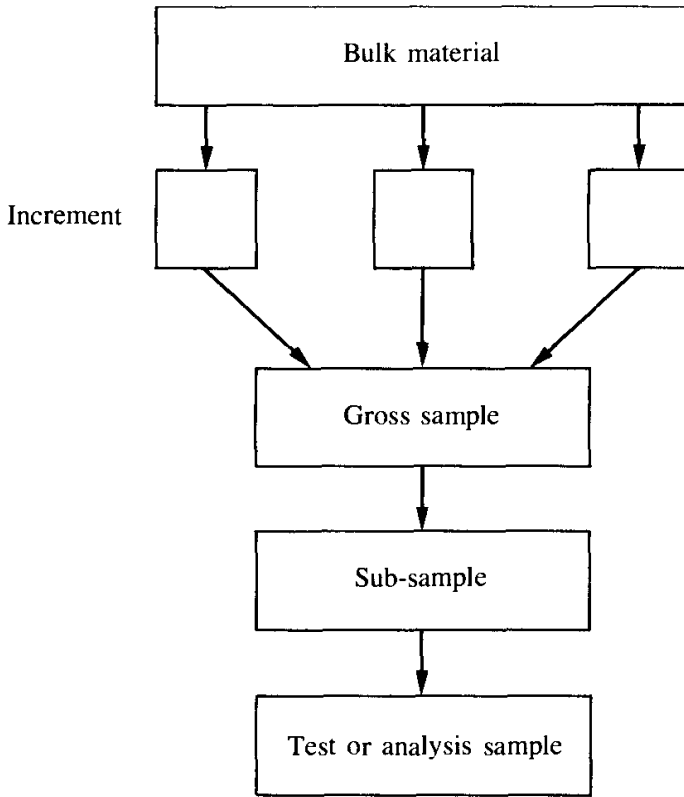 Bulk material
Increment
Gross sample
Sub-sample
Test or analysis sample